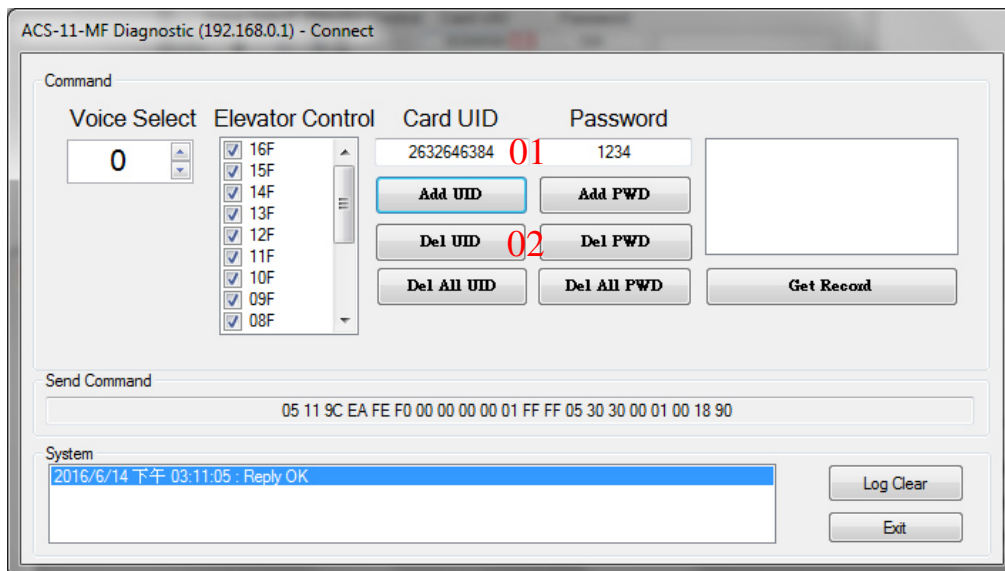 ACS-11-MF Diagnostic (192.168.0.1) - Connect
Command
Voice Select Elevator Control Card UID Password
0
16F
15F
14F
13F
12F
11F
10F
09F
08F
2632646384 01 1234
Add UID Add PWD
Del UID 02 Del PWD
Del All UID Del All PWD Get Record
Send Command
05 11 9C EA FE F0 00 00 00 00 01 FF FF 05 30 30 00 01 00 18 90
System
2016/6/14 下午 03:11:05 : Reply OK
Log Clear
Exit